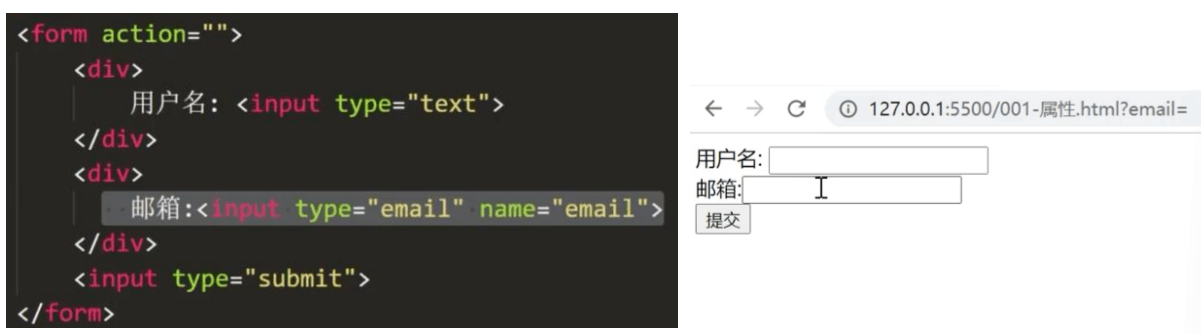 <form action="">
<div>
用户名: <input type="text">
</div>
<div>
邮箱:<input type="email" name="email">
</div>
<input type="submit">
</form>
127.0.0.1:5500/001-属性.html?email=
用户名:
邮箱:
提交